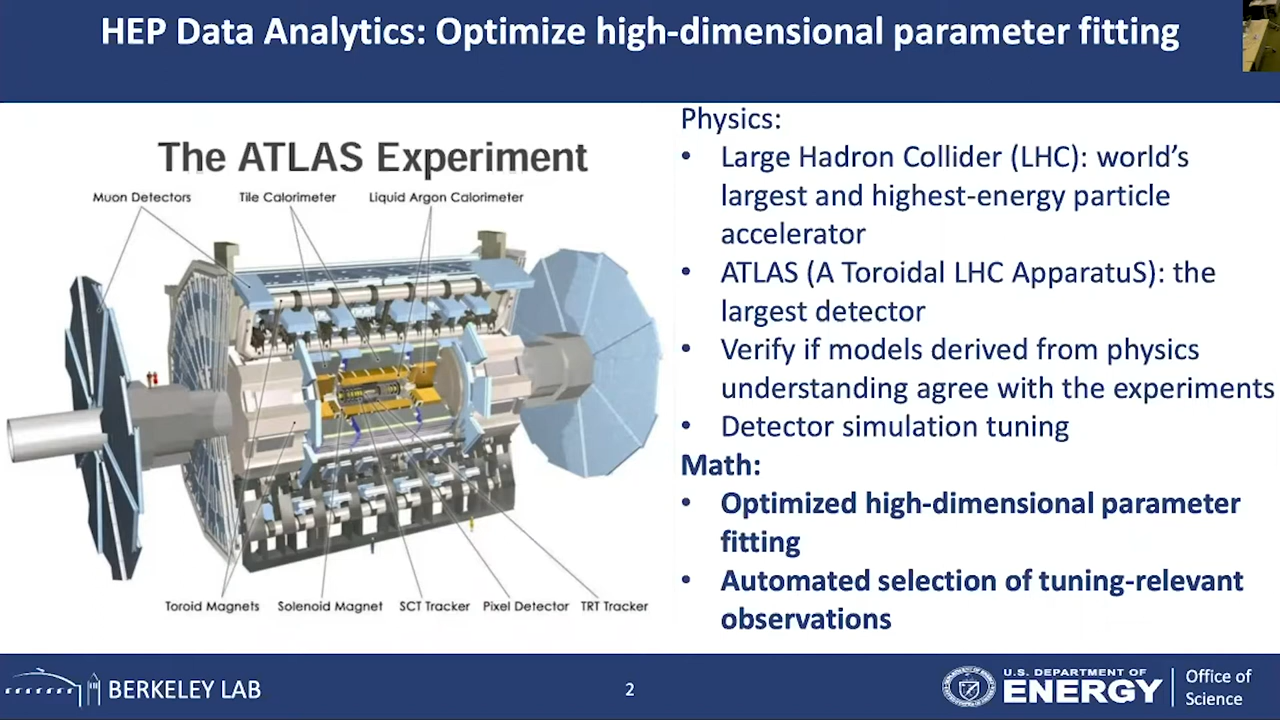 HEP Data Analytics: Optimize high-dimensional parameter fitting
The ATLAS Experiment
Muon Detectors
Tile Calorimeter
Liquid Argon Calorimeter
Toroid Magnets
Solenoid Magnet
SCT Tracker
Pixel Detector
TRT Tracker
Physics:
• Large Hadron Collider (LHC): world's
largest and highest-energy particle
accelerator
• ATLAS (A Toroidal LHC ApparatuS): the
largest detector
• Verify if models derived from physics
understanding agree with the experiments
• Detector simulation tuning
Math:
• Optimized high-dimensional parameter
fitting
• Automated selection of tuning-relevant
observations
BERKELEY LAB
2
U.S. DEPARTMENT OF
ENERGY
Office of
Science